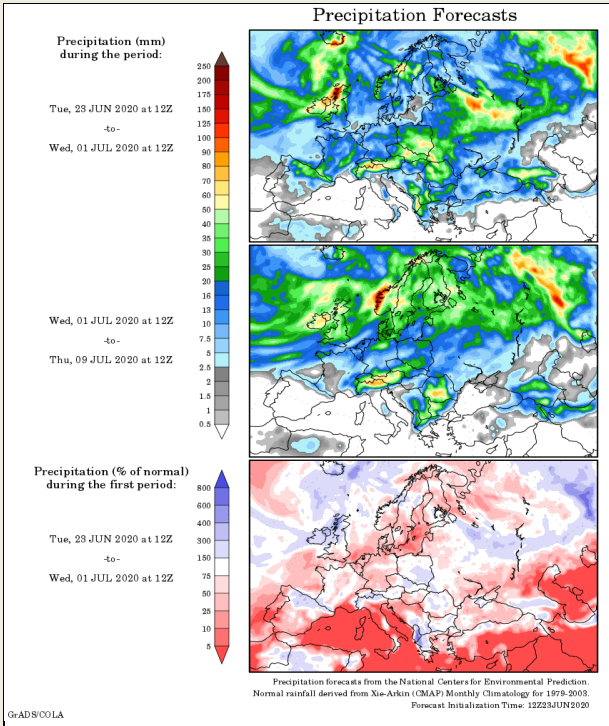 Precipitation Forecasts
Precipitation (mm)
during the period:
Tue, 23 JUN 2020 at 12Z
-to-
Wed, 01 JUL 2020 at 12Z
250
200
175
150
125
100
90
80
70
60
50
40
35
30
25
20
16
13
10
7.5
5
2.5
2
1.5
1
0.5
Wed, 01 JUL 2020 at 12Z
-to-
Thu, 09 JUL 2020 at 12Z
Precipitation (% of normal)
during the first period:
Tue, 23 JUN 2020 at 12Z
-to-
Wed, 01 JUL 2020 at 12Z
800
600
400
300
150
75
50
25
10
5
Precipitation forecasts from the National Centers for Environmental Prediction.
Normal rainfall derived from Xie-Arkin (CMAP) Monthly Climatology for 1979-2003.
Forecast Initialization Time: 12Z23JUN2020
GrADS/COLA